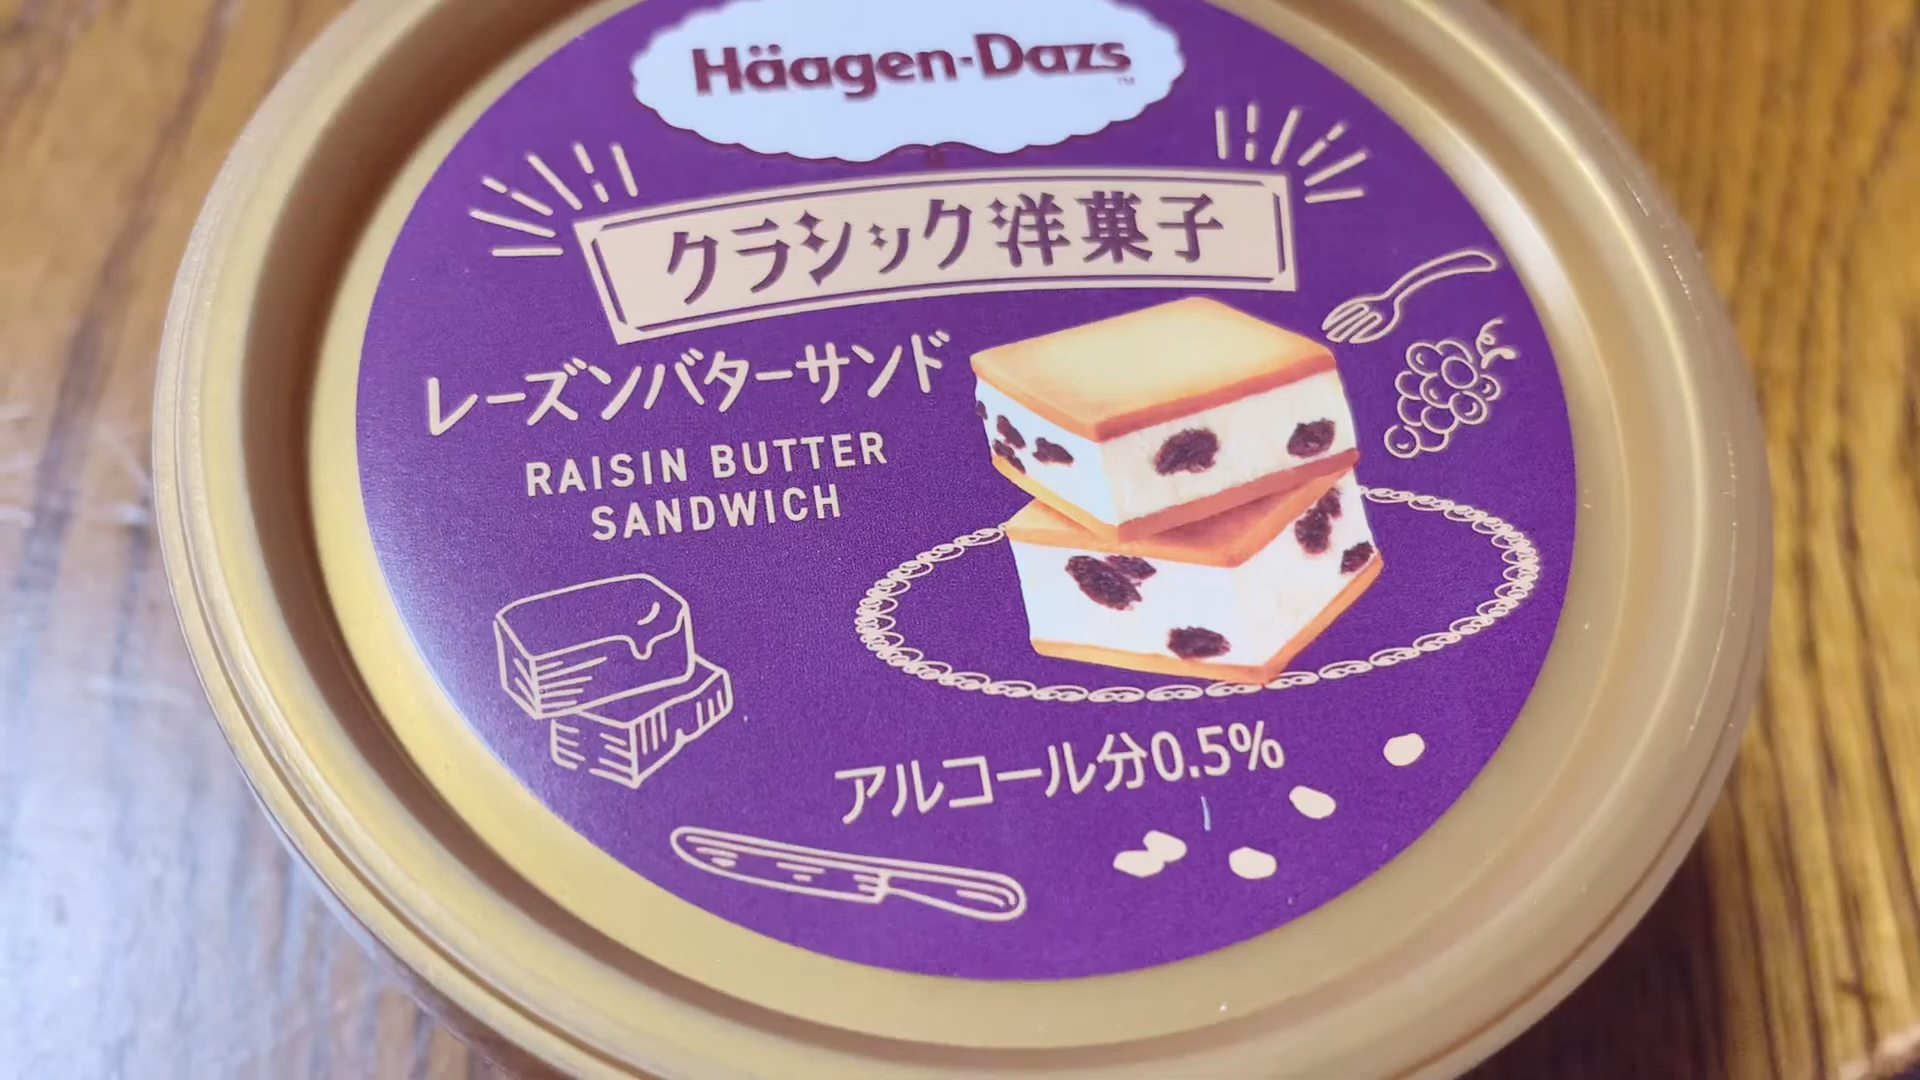 Häagen-Dazs
TM
クラシック洋菓子
レーズンバターサンド
RAISIN BUTTER
SANDWICH
アルコール分0.5%